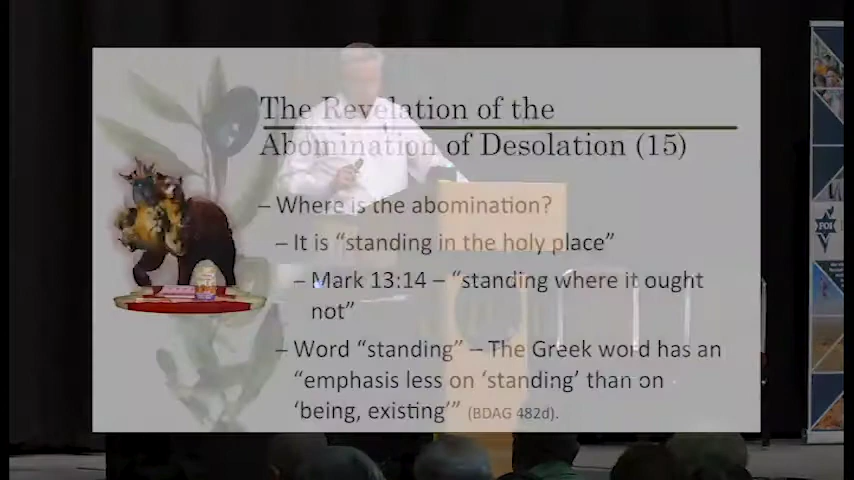 The Revelation of the
Abomination of Desolation (15)
– Where is the abomination?
– It is “standing in the holy place”
– Mark 13:14 – “standing where it ought
not”
– Word “standing” – The Greek word has an
“emphasis less on ‘standing’ than on
‘being, existing’” (BDAG 482d).
FOI